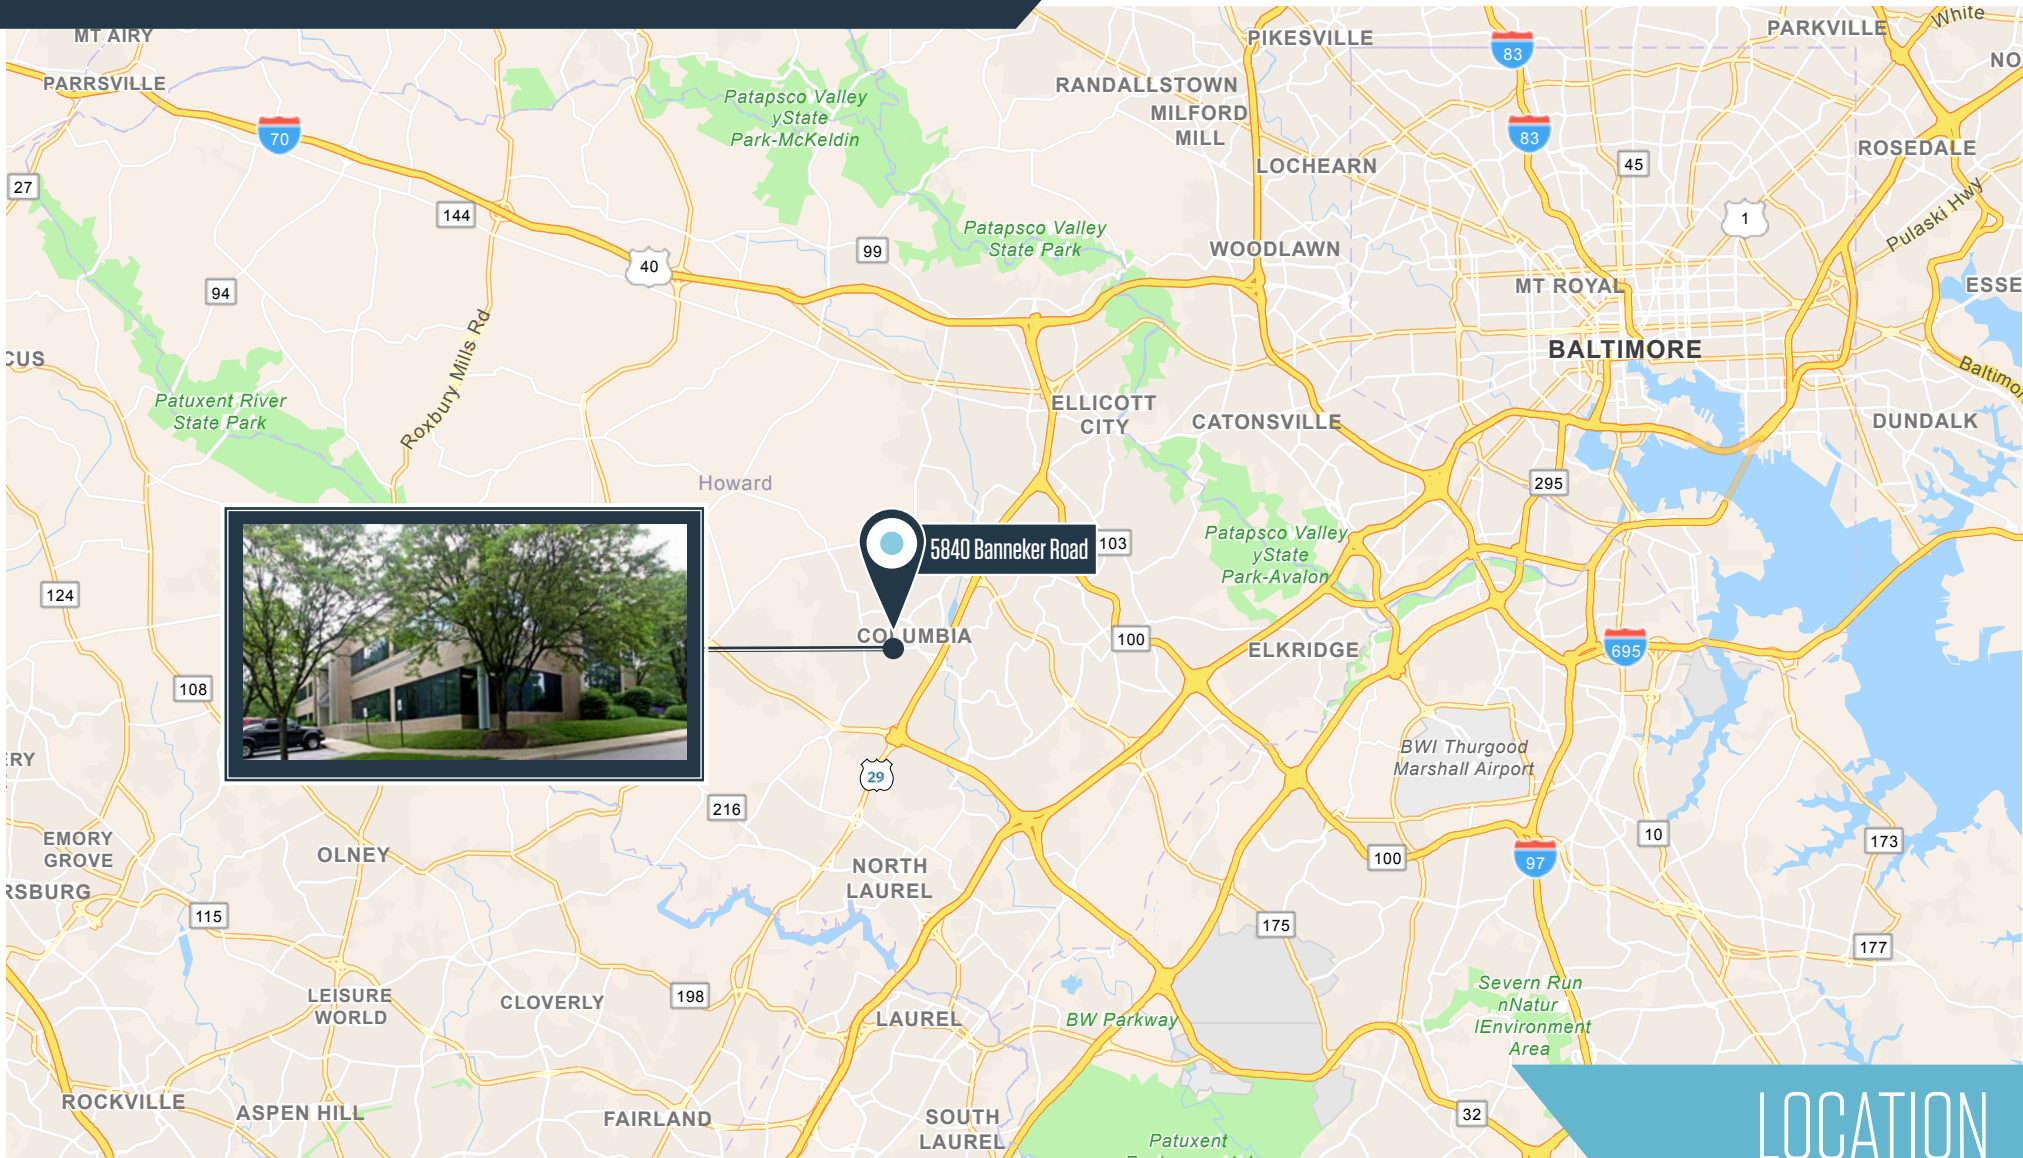 MT AIRY
PIKESVILLE
83
PARKVILLE
White
NO
PARRSVILLE
RANDALLSTOWN
Patapsco Valley
yState
Park-McKeldin
MILFORD
MILL
70
83
ROSEDALE
LOCHEARN
45
27
144
1
Pulaski Hwy
Patapsco Valley
State Park
99
WOODLAWN
40
94
MT ROYAL
ESSE
Roxbury Mills Rd
CUS
BALTIMORE
Baltimo
Patuxent River
State Park
ELLICOTT
CITY
CATONSVILLE
DUNDALK
Howard
295
5840 Banneker Road
103
Patapsco Valley
yState
Park-Avalon
124
COLUMBIA
100
ELKRIDGE
695
108
BWI Thurgood
Marshall Airport
ERY
29
216
EMORY
GROVE
OLNEY
10
173
100
97
NORTH
LAUREL
RSBURG
115
175
177
LEISURE
WORLD
CLOVERLY
198
Severn Run
nNatur
lEnvironment
Area
LAUREL
BW Parkway
ROCKVILLE
ASPEN HILL
FAIRLAND
SOUTH
LAUREL
32
Patuxent
LOCATION